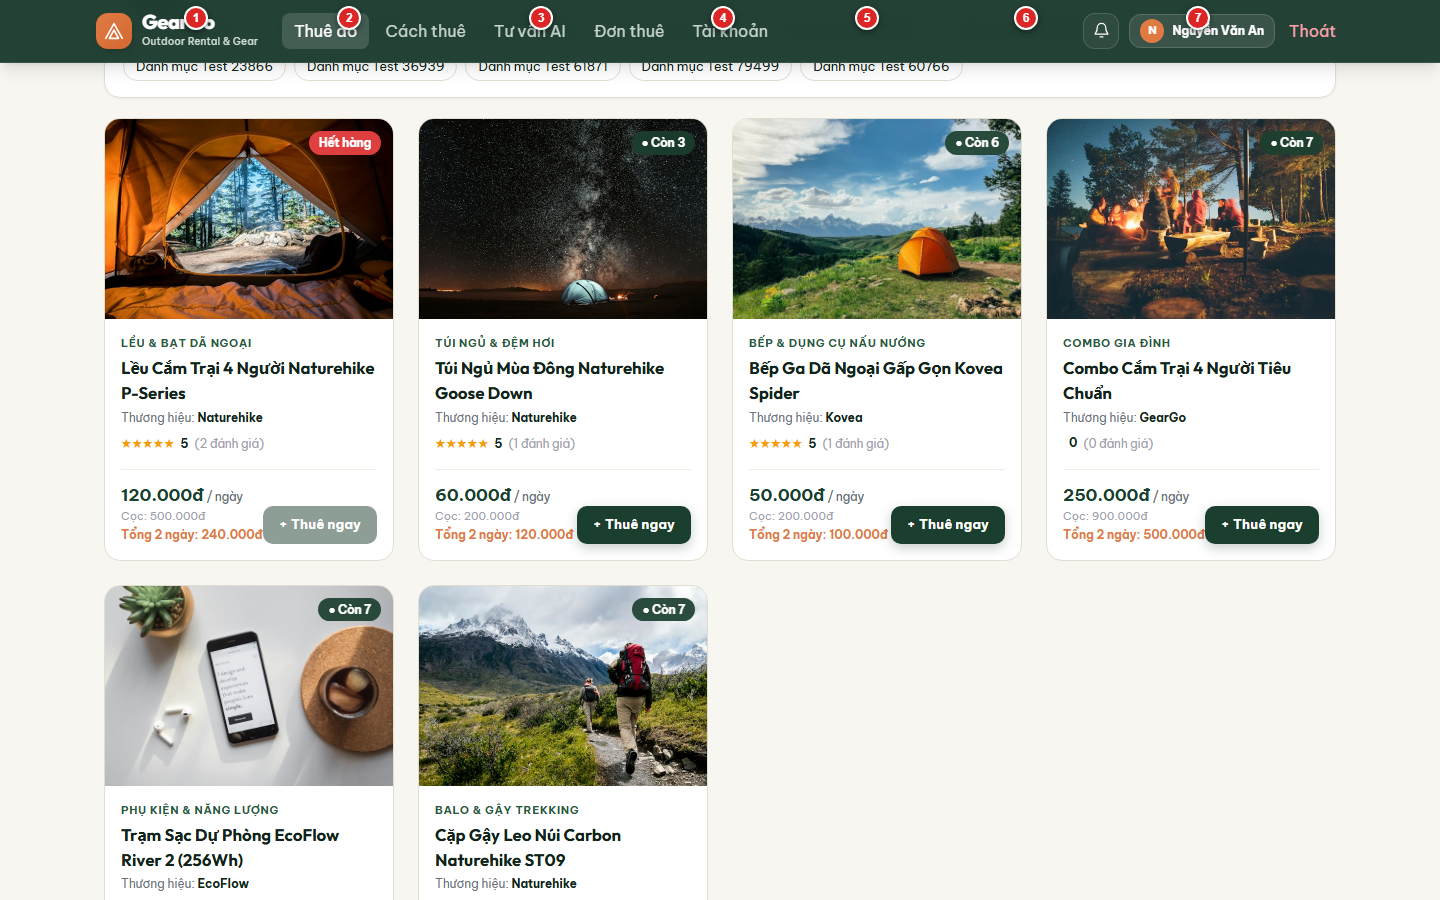 GearGo
Outdoor Rental & Gear
Thuê đồ
Cách thuê
Tư vấn AI
Đơn thuê
Tài khoản
N
Nguyễn Văn An
Thoát
1
2
3
4
5
6
7
Danh mục Test 23866
Danh mục Test 36939
Danh mục Test 61871
Danh mục Test 79499
Danh mục Test 60766
Hết hàng
LỀU & BẠT DÃ NGOẠI
Lều Cắm Trại 4 Người Naturehike
P-Series
Thương hiệu: Naturehike
★★★★★ 5 (2 đánh giá)
120.000đ / ngày
Cọc: 500.000đ
Tổng 2 ngày: 240.000đ
+ Thuê ngay
● Còn 3
TÚI NGỦ & ĐỆM HƠI
Túi Ngủ Mùa Đông Naturehike
Goose Down
Thương hiệu: Naturehike
★★★★★ 5 (1 đánh giá)
60.000đ / ngày
Cọc: 200.000đ
Tổng 2 ngày: 120.000đ
+ Thuê ngay
● Còn 6
BẾP & DỤNG CỤ NẤU NƯỚNG
Bếp Ga Dã Ngoại Gấp Gọn Kovea
Spider
Thương hiệu: Kovea
★★★★★ 5 (1 đánh giá)
50.000đ / ngày
Cọc: 200.000đ
Tổng 2 ngày: 100.000đ
+ Thuê ngay
● Còn 7
COMBO GIA ĐÌNH
Combo Cắm Trại 4 Người Tiêu
Chuẩn
Thương hiệu: GearGo
0 (0 đánh giá)
250.000đ / ngày
Cọc: 900.000đ
Tổng 2 ngày: 500.000đ
+ Thuê ngay
● Còn 7
PHỤ KIỆN & NĂNG LƯỢNG
Trạm Sạc Dự Phòng EcoFlow
River 2 (256Wh)
Thương hiệu: EcoFlow
● Còn 7
BALO & GẬY TREKKING
Cặp Gậy Leo Núi Carbon
Naturehike ST09
Thương hiệu: Naturehike